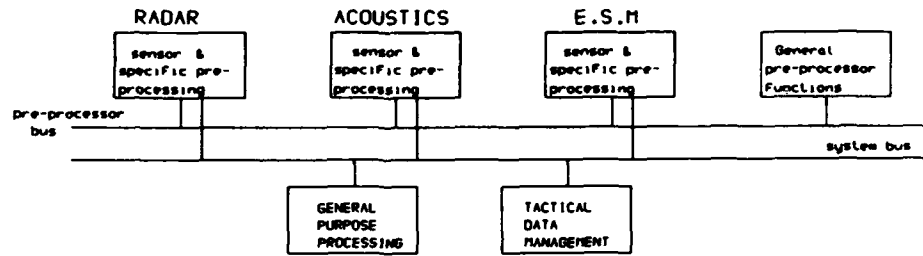 RADAR
ACOUSTICS
E.S.M
sensor &
specific pre-
processing
sensor &
specific pre-
processing
sensor &
specific pre-
processing
General
pre-processor
Functions
pre-processor
bus
system bus
GENERAL
PURPOSE
PROCESSING
TACTICAL
DATA
MANAGEMENT